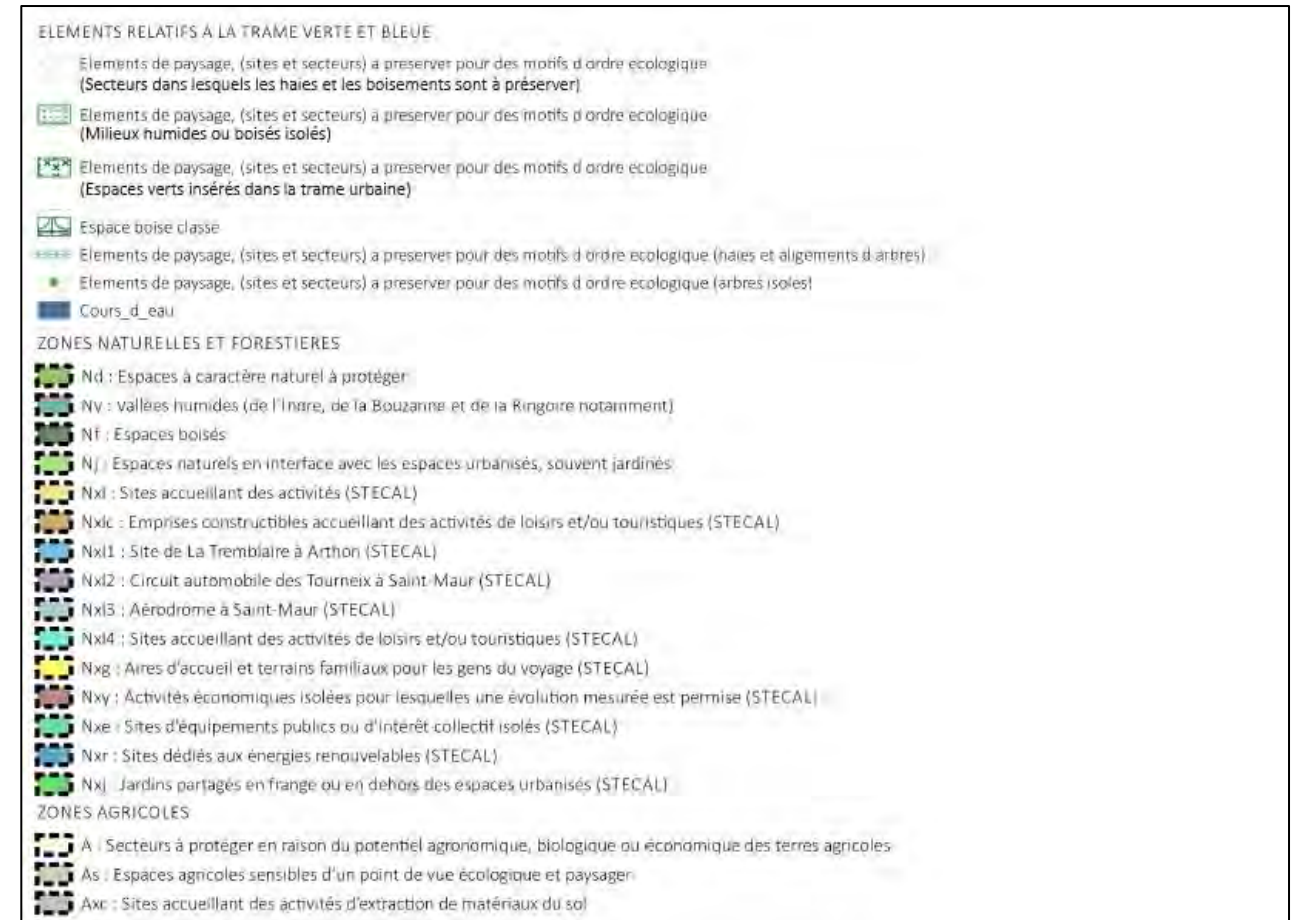 ELEMENTS RELATIFS A LA TRAME VERTE ET BLEUE
Elements de paysage, (sites et secteurs) a preserver pour des motifs d ordre ecologique
(Secteurs dans lesquels les haies et les boisements sont à préserver)
Elements de paysage, (sites et secteurs) a preserver pour des motifs d ordre ecologique
(Milieux humides ou boisés isolés)
Elements de paysage, (sites et secteurs) a preserver pour des motifs d ordre ecologique
(Espaces verts insérés dans la trame urbaine)
Espace boise classe
Elements de paysage, (sites et secteurs) a preserver pour des motifs d ordre ecologique (haies et aligements d arbres)
Elements de paysage, (sites et secteurs) a preserver pour des motifs d ordre ecologique (arbres isoles)
Cours_d_eau
ZONES NATURELLES ET FORESTIERES
Nd : Espaces à caractère naturel à protéger
Nv : Vallées humides (de l'Indre, de la Bouzanne et de la Ringoire notamment)
Nf : Espaces boisés
Nj : Espaces naturels en interface avec les espaces urbanisés, souvent jardinés
Nxl : Sites accueillant des activités (STECAL)
Nxlc : Emprises constructibles accueillant des activités de loisirs et/ou touristiques (STECAL)
Nxl1 : Site de La Tremblaire à Arthon (STECAL)
Nxl2 : Circuit automobile des Tourneix à Saint-Maur (STECAL)
Nxl3 : Aérodrome à Saint-Maur (STECAL)
Nxl4 : Sites accueillant des activités de loisirs et/ou touristiques (STECAL)
Nxg : Aires d'accueil et terrains familiaux pour les gens du voyage (STECAL)
Nxy : Activités économiques isolées pour lesquelles une évolution mesurée est permise (STECAL)
Nxe : Sites d'équipements publics ou d'intérêt collectif isolés (STECAL)
Nxr : Sites dédiés aux énergies renouvelables (STECAL)
Nxj : Jardins partagés en frange ou en dehors des espaces urbanisés (STECAL)
ZONES AGRICOLES
A : Secteurs à protéger en raison du potentiel agronomique, biologique ou économique des terres agricoles
As : Espaces agricoles sensibles d'un point de vue écologique et paysager
Axc : Sites accueillant des activités d'extraction de matériaux du sol